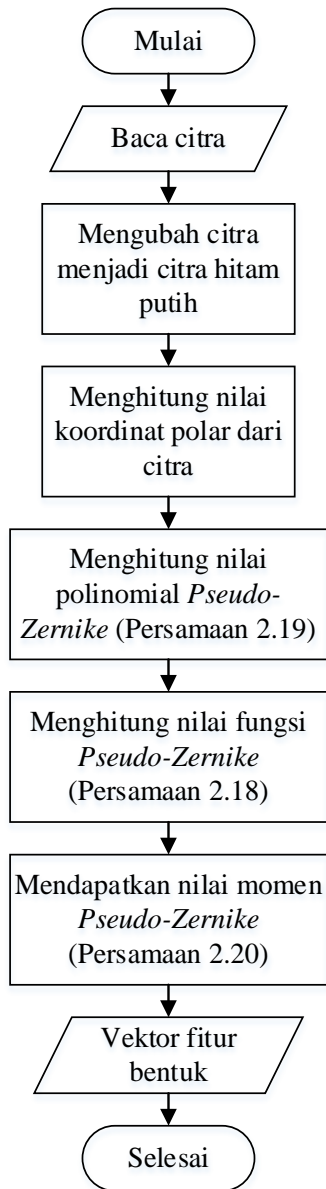 Mulai
Baca citra
Mengubah citra
menjadi citra hitam
putih
Menghitung nilai
koordinat polar dari
citra
Menghitung nilai
polinomial Pseudo-
Zernike (Persamaan 2.19)
Menghitung nilai fungsi
Pseudo-Zernike
(Persamaan 2.18)
Mendapatkan nilai momen
Pseudo-Zernike
(Persamaan 2.20)
Vektor fitur
bentuk
Selesai